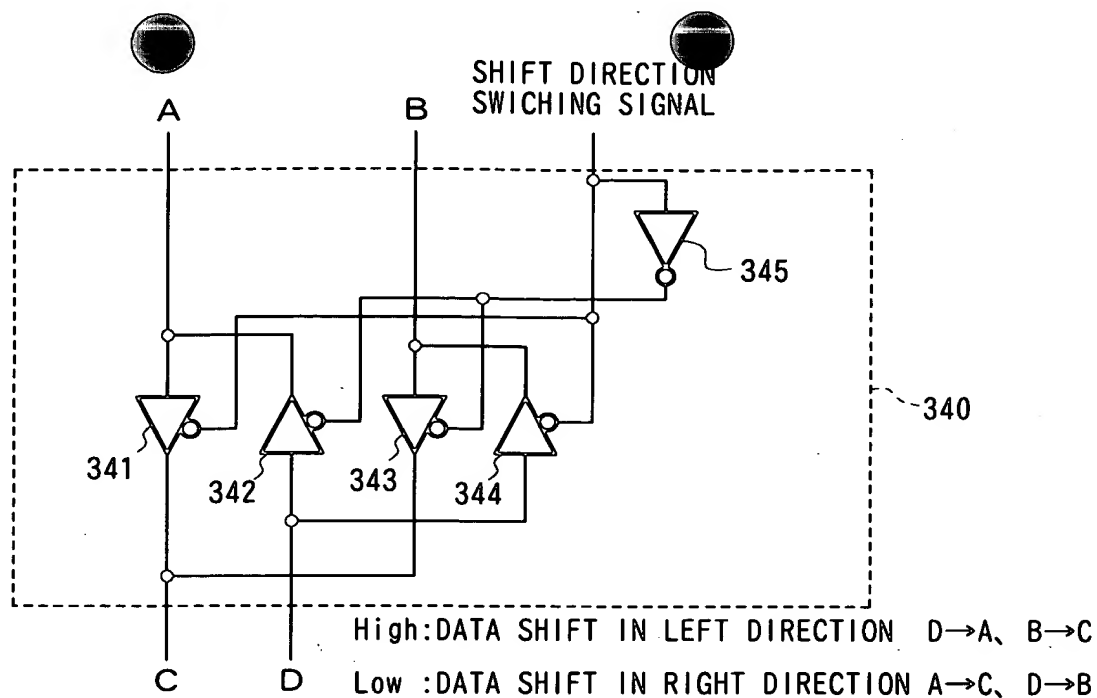 SHIFT DIRECTION
SWICHING SIGNAL
A
B
345
340
341
342
343
344
High:DATA SHIFT IN LEFT DIRECTION D→A、B→C
C
D
Low :DATA SHIFT IN RIGHT DIRECTION A→C、D→B